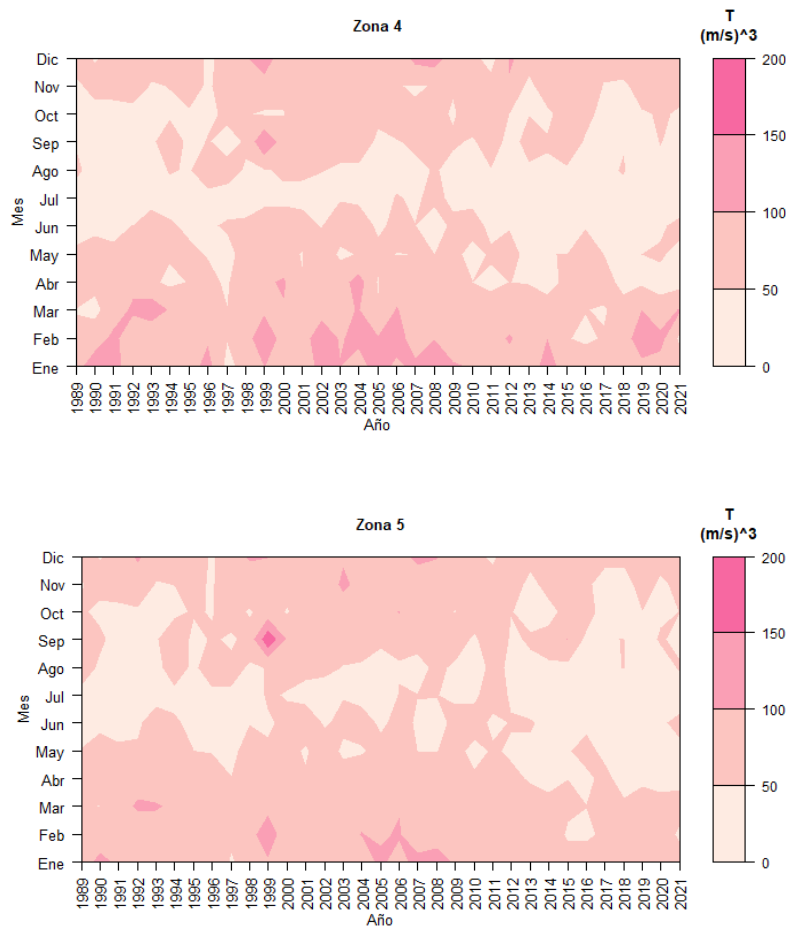 Zona 4
T
(m/s)^3
Dic
Nov
Oct
Sep
Ago
Jul
Jun
May
Abr
Mar
Feb
Ene
Mes
200
150
100
50
0
1989 1990 1991 1992 1993 1994 1995 1996 1997 1998 1999 2000 2001 2002 2003 2004 2005 2006 2007 2008 2009 2010 2011 2012 2013 2014 2015 2016 2017 2018 2019 2020 2021
Año
Zona 5
T
(m/s)^3
Dic
Nov
Oct
Sep
Ago
Jul
Jun
May
Abr
Mar
Feb
Ene
Mes
200
150
100
50
0
1989 1990 1991 1992 1993 1994 1995 1996 1997 1998 1999 2000 2001 2002 2003 2004 2005 2006 2007 2008 2009 2010 2011 2012 2013 2014 2015 2016 2017 2018 2019 2020 2021
Año